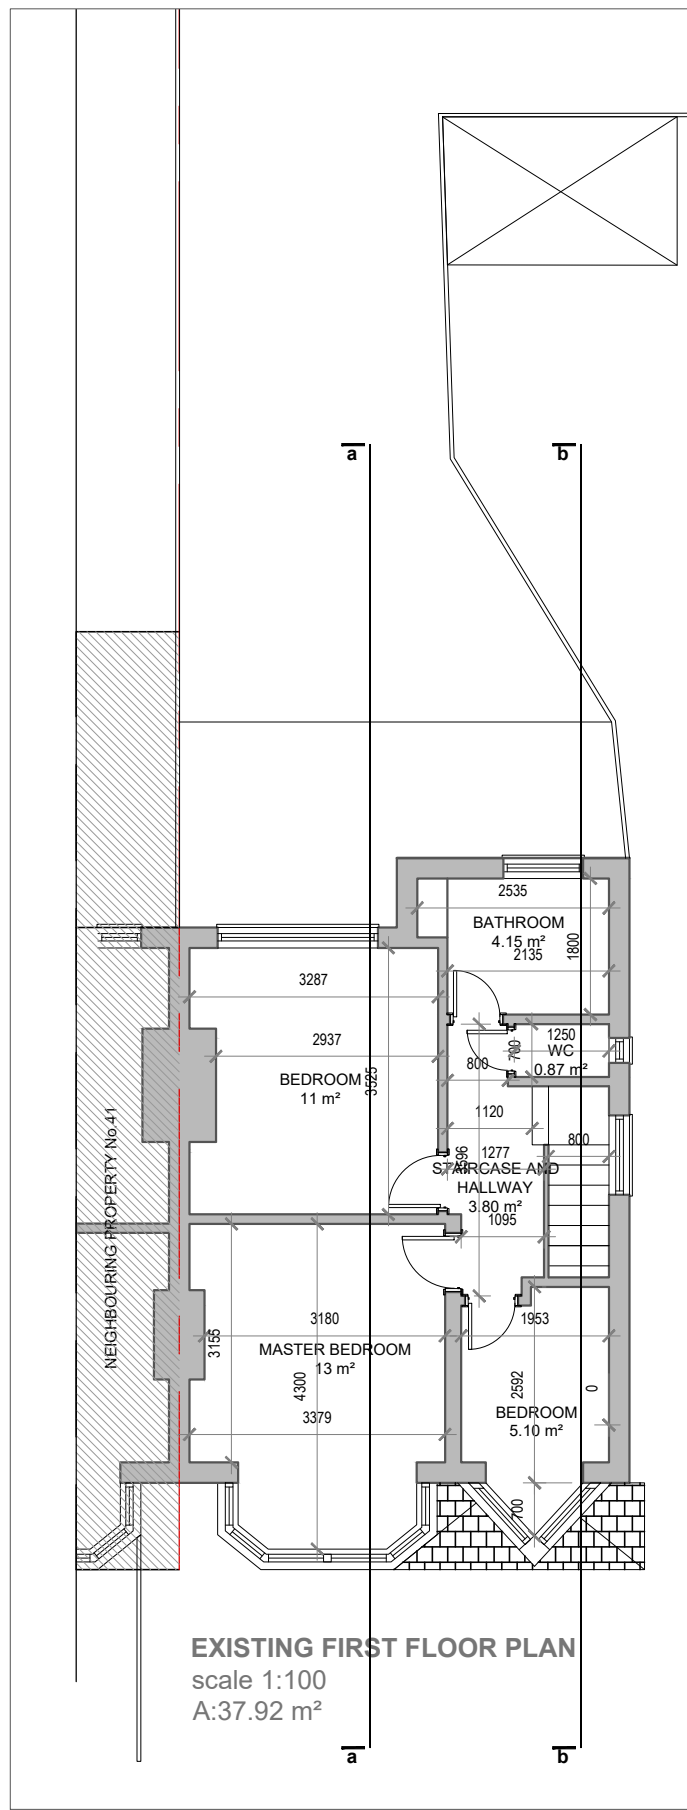 a
b
2535
BATHROOM
4.15 m²
2135
1800
3287
2937
BEDROOM
11 m²
3525
1250
WC
0.87 m²
700
800
1120
1277
800
STAIRCASE AND
HALLWAY
3.80 m²
1095
NEIGHBOURING PROPERTY No.41
3180
MASTER BEDROOM
13 m²
3155
4300
3379
1953
2592
BEDROOM
5.10 m²
0
700
EXISTING FIRST FLOOR PLAN
scale 1:100
A:37.92 m²
a
b